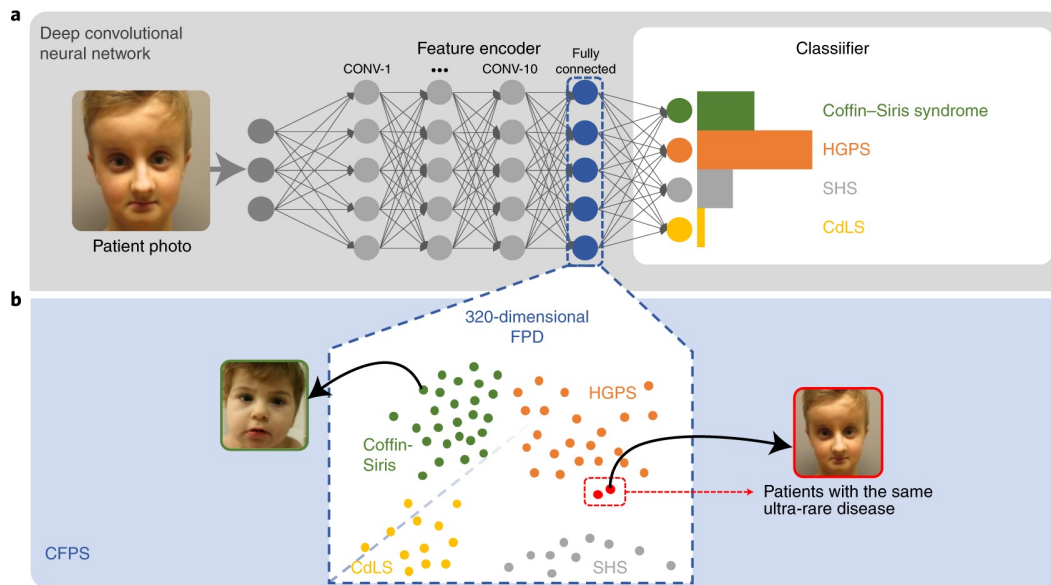 a
Deep convolutional
neural network
Feature encoder
CONV-1
•••
CONV-10
Fully
connected
Classiifier
Patient photo
Coffin–Siris syndrome
HGPS
SHS
CdLS
b
320-dimensional
FPD
HGPS
Coffin-
Siris
Patients with the same
ultra-rare disease
CFPS
CdLS
SHS